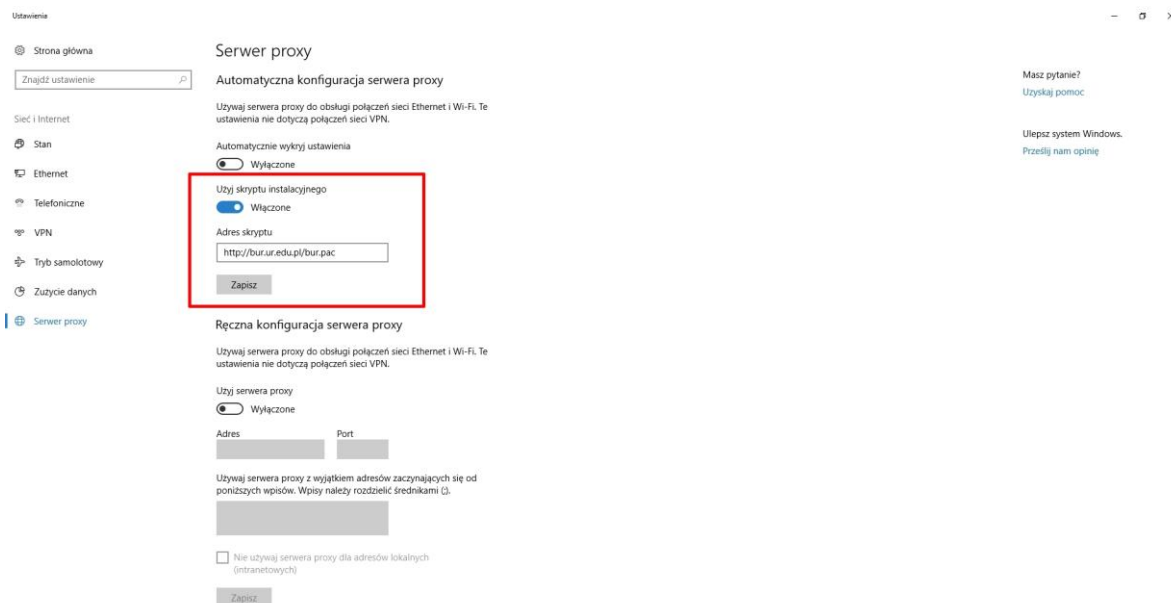 Ustawienia
Strona główna
Znajdź ustawienie
Sieć i Internet
Stan
Ethernet
Telefoniczne
VPN
Tryb samolotowy
Zużycie danych
Serwer proxy
Serwer proxy
Automatyczna konfiguracja serwera proxy
Używaj serwera proxy do obsługi połączeń sieci Ethernet i Wi-Fi. Te
ustawienia nie dotyczą połączeń sieci VPN.
Automatycznie wykryj ustawienia
Wyłączone
Użyj skryptu instalacyjnego
Włączone
Adres skryptu
http://bur.ur.edu.pl/bur.pac
Zapisz
Ręczna konfiguracja serwera proxy
Używaj serwera proxy do obsługi połączeń sieci Ethernet i Wi-Fi. Te
ustawienia nie dotyczą połączeń sieci VPN.
Użyj serwera proxy
Wyłączone
Adres Port
Używaj serwera proxy z wyjątkiem adresów zaczynających się od
poniższych wpisów. Wpisy należy rozdzielić średnikami (;).
Nie używaj serwera proxy dla adresów lokalnych
(intranetowych)
Zapisz
Masz pytanie?
Uzyskaj pomoc
Ulepsz system Windows.
Prześlij nam opinię